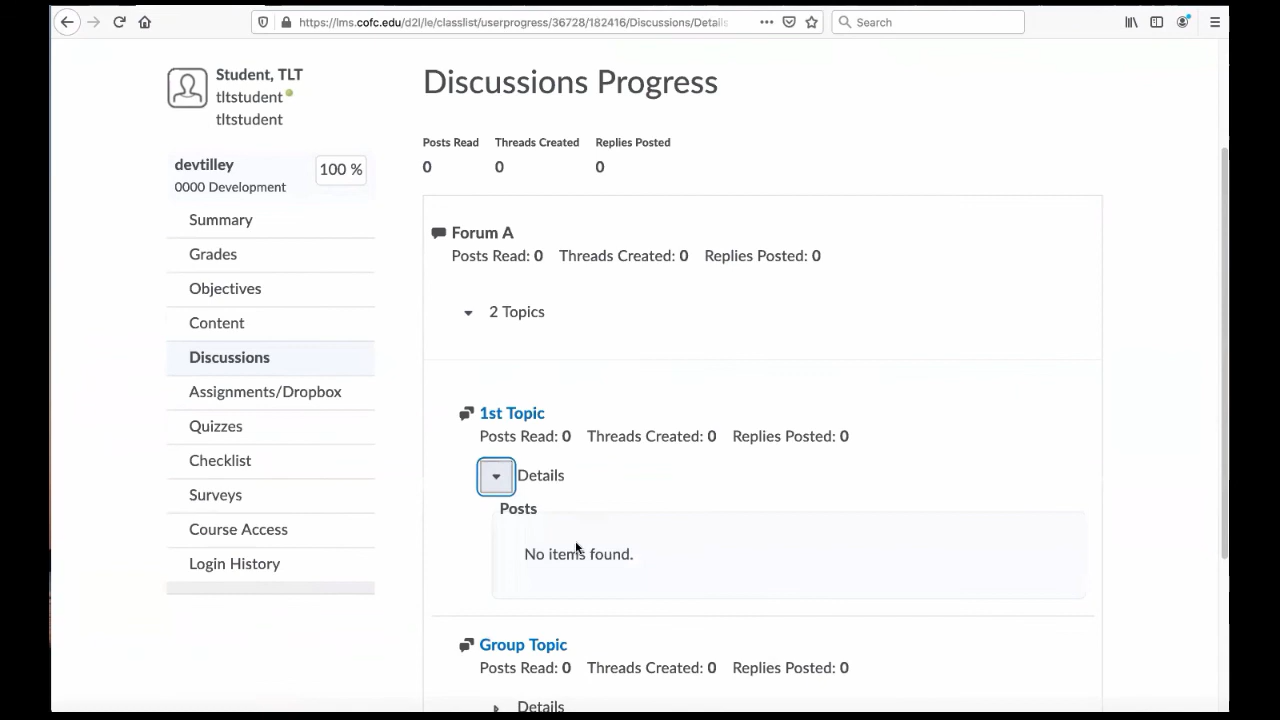 https://lms.cofc.edu/d2l/le/classlist/userprogress/36728/182416/Discussions/Details
Search
Student, TLT
tltstudent
tltstudent
devtilley
100 %
0000 Development
Summary
Grades
Objectives
Content
Discussions
Assignments/Dropbox
Quizzes
Checklist
Surveys
Course Access
Login History
Discussions Progress
Posts Read Threads Created Replies Posted
0 0 0
Forum A
Posts Read: 0 Threads Created: 0 Replies Posted: 0
2 Topics
1st Topic
Posts Read: 0 Threads Created: 0 Replies Posted: 0
Details
Posts
No items found.
Group Topic
Posts Read: 0 Threads Created: 0 Replies Posted: 0
Details